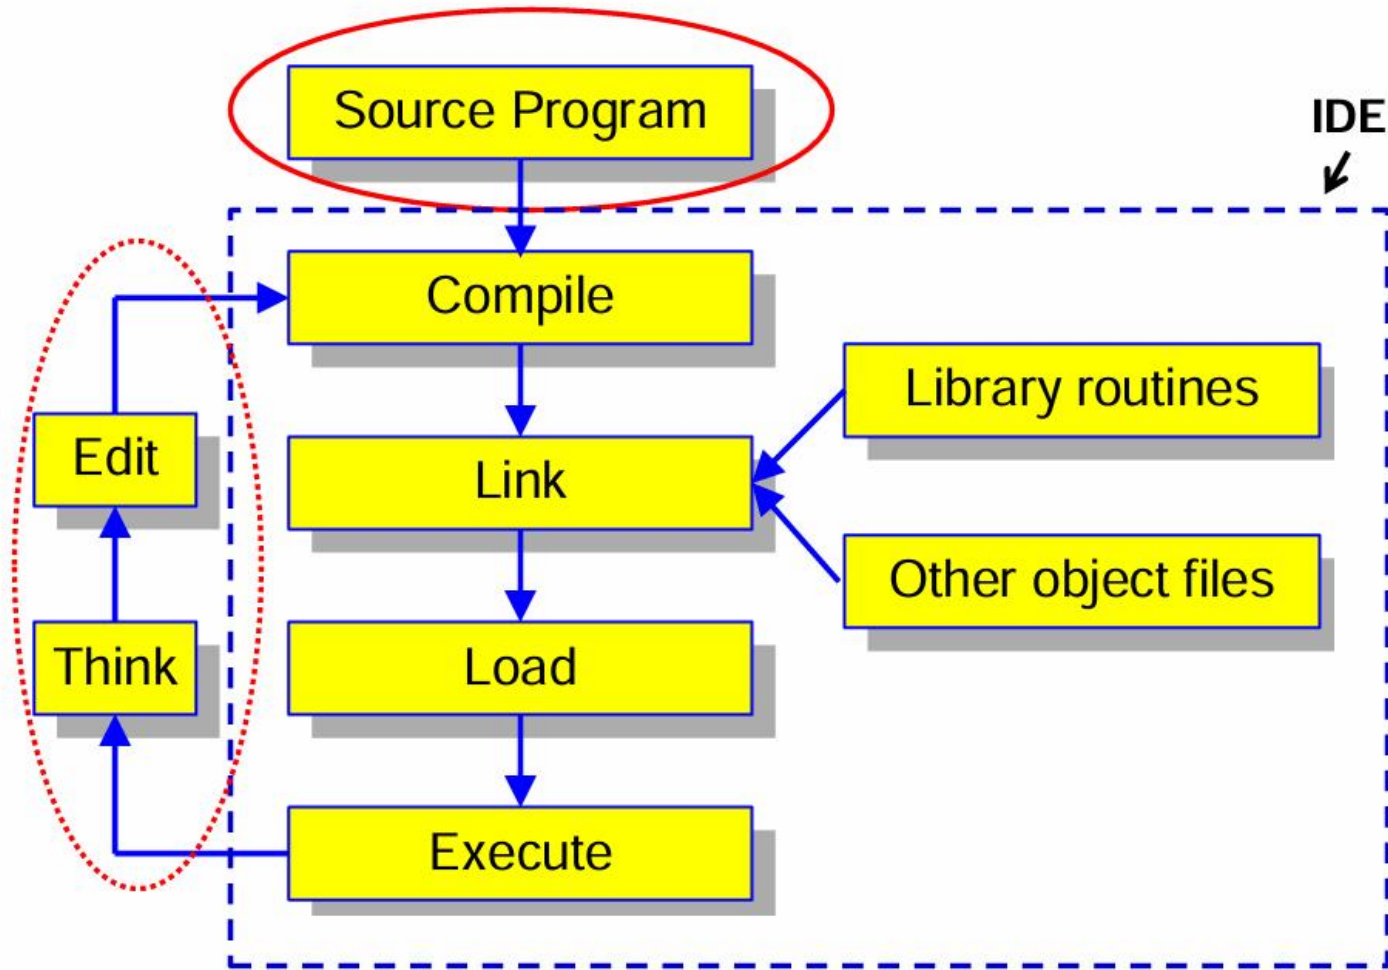 Source Program
IDE
Compile
Library routines
Edit
Link
Other object files
Think
Load
Execute